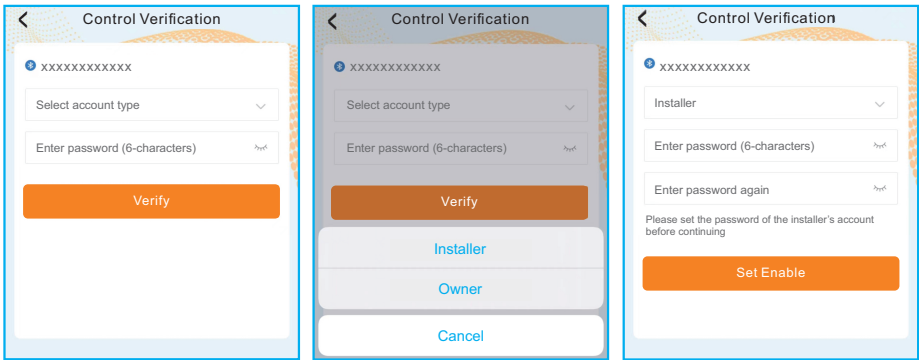 Control Verification
xxxxxxxxxxxx
Select account type
Enter password (6-characters)
Verify
Control Verification
xxxxxxxxxxxx
Select account type
Enter password (6-characters)
Verify
Installer
Owner
Cancel
Control Verification
xxxxxxxxxxxx
Installer
Enter password (6-characters)
Enter password again
Please set the password of the installer's account
before continuing
Set Enable